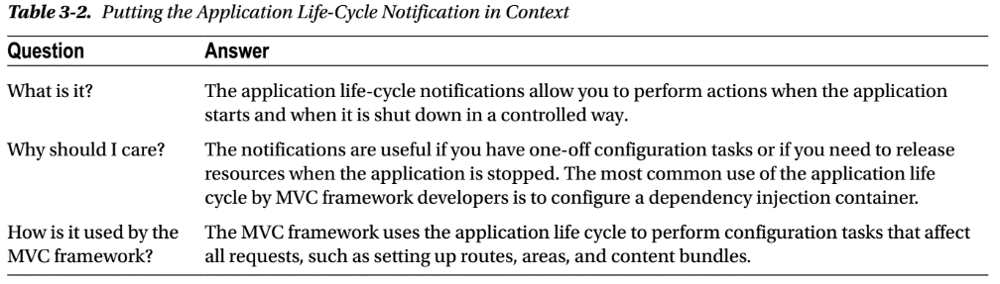 Table 3-2. Putting the Application Life-Cycle Notification in Context
Question Answer
What is it? The application life-cycle notifications allow you to perform actions when the application
starts and when it is shut down in a controlled way.
Why should I care? The notifications are useful if you have one-off configuration tasks or if you need to release
resources when the application is stopped. The most common use of the application life
cycle by MVC framework developers is to configure a dependency injection container.
How is it used by the The MVC framework uses the application life cycle to perform configuration tasks that affect
MVC framework? all requests, such as setting up routes, areas, and content bundles.